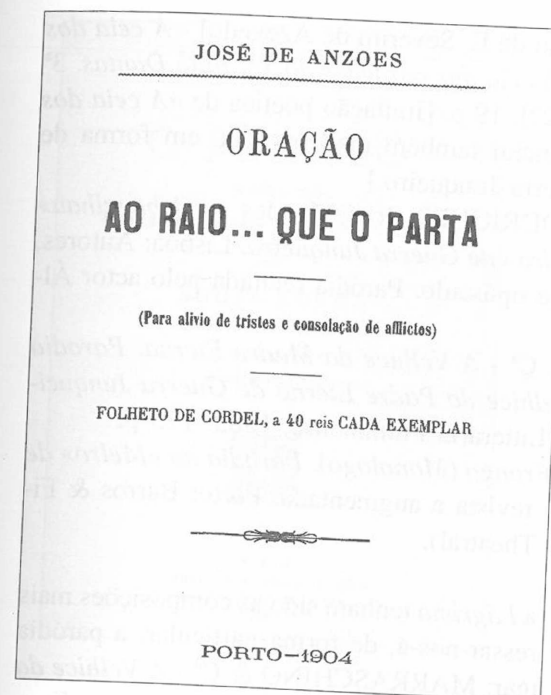 JOSÉ DE ANZOES
ORAÇÃO
AO RAIO... QUE O PARTA
(Para alivio de tristes e consolação de afflictos)
FOLHETO DE CORDEL, a 40 reis CADA EXEMPLAR
PORTO—1904